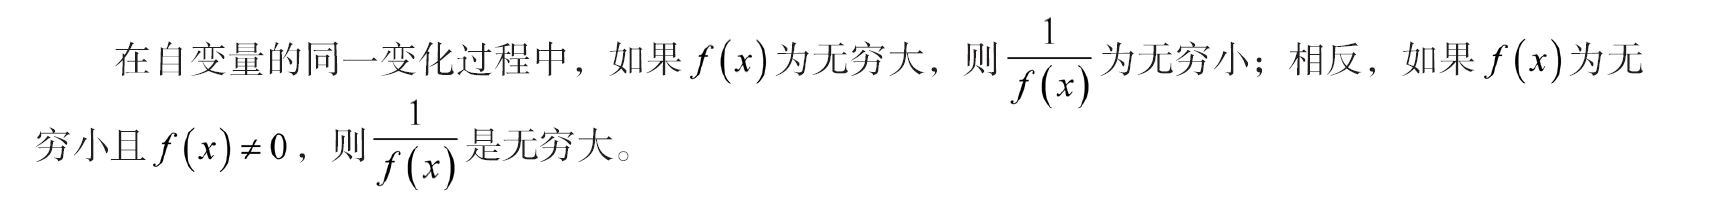 在自变量的同一变化过程中，如果 f(x) 为无穷大，则 1/f(x) 为无穷小；相反，如果 f(x) 为无
穷小且 f(x)≠0，则 1/f(x) 是无穷大。